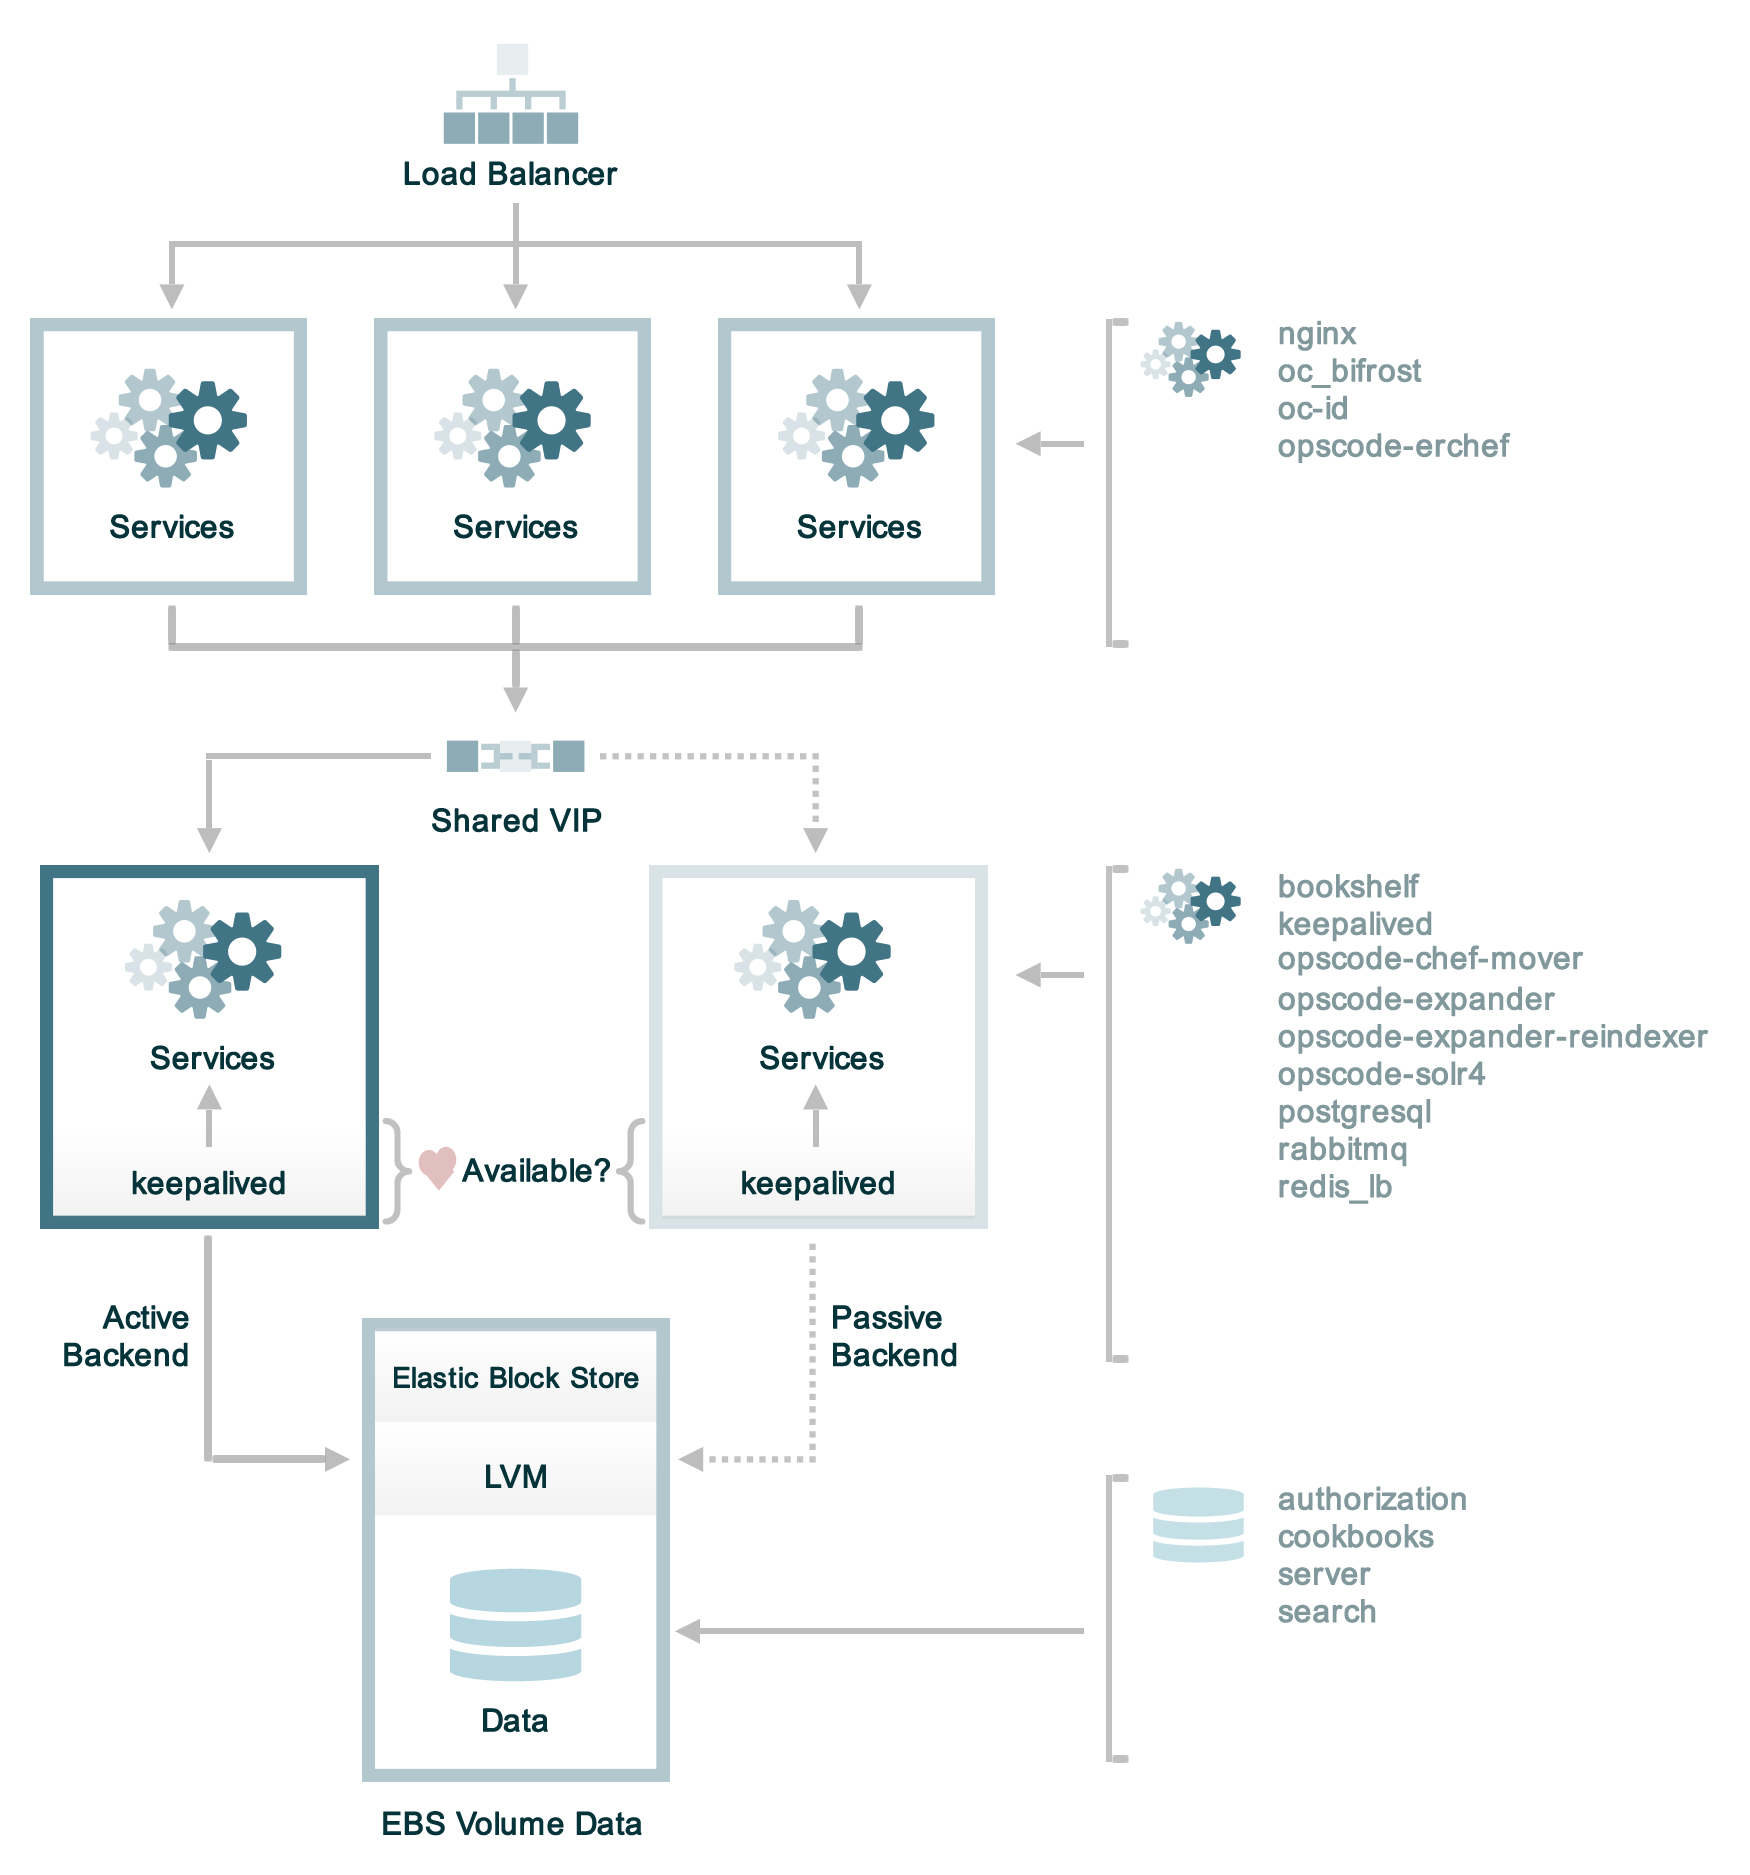 Load Balancer
Services
Services
Services
nginx
oc_bifrost
oc-id
opscode-erchef
Shared VIP
Services
keepalived
Available?
Services
keepalived
bookshelf
keepalived
opscode-chef-mover
opscode-expander
opscode-expander-reindexer
opscode-solr4
postgresql
rabbitmq
redis_lb
Active
Backend
Passive
Backend
Elastic Block Store
LVM
Data
authorization
cookbooks
server
search
EBS Volume Data